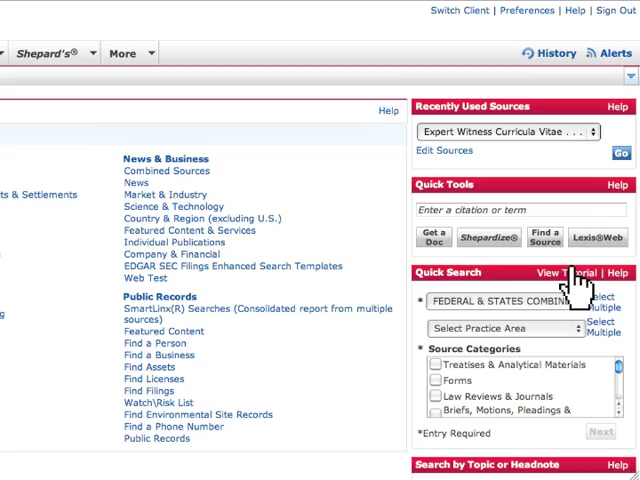 Switch Client | Preferences | Help | Sign Out
Shepard's® More History Alerts
Help
News & Business
Combined Sources
News
ts & Settlements
Market & Industry
Science & Technology
Country & Region (excluding U.S.)
Featured Content & Services
Individual Publications
Company & Financial
EDGAR SEC Filings Enhanced Search Templates
Web Test
Public Records
SmartLinx(R) Searches (Consolidated report from multiple
sources)
g
Featured Content
Find a Person
Find a Business
Find Assets
Find Licenses
Find Filings
Watch\Risk List
Find Environmental Site Records
Find a Phone Number
Public Records
Recently Used Sources Help
Expert Witness Curricula Vitae . . .
Edit Sources Go
Quick Tools Help
Enter a citation or term
Get a Doc
Shepardize®
Find a Source
Lexis®Web
Quick Search View Tutorial | Help
* FEDERAL & STATES COMBIN
Select
Multiple
Select Practice Area
Select
Multiple
* Source Categories
Treatises & Analytical Materials
Forms
Law Reviews & Journals
Briefs, Motions, Pleadings &
*Entry Required Next
Search by Topic or Headnote Help